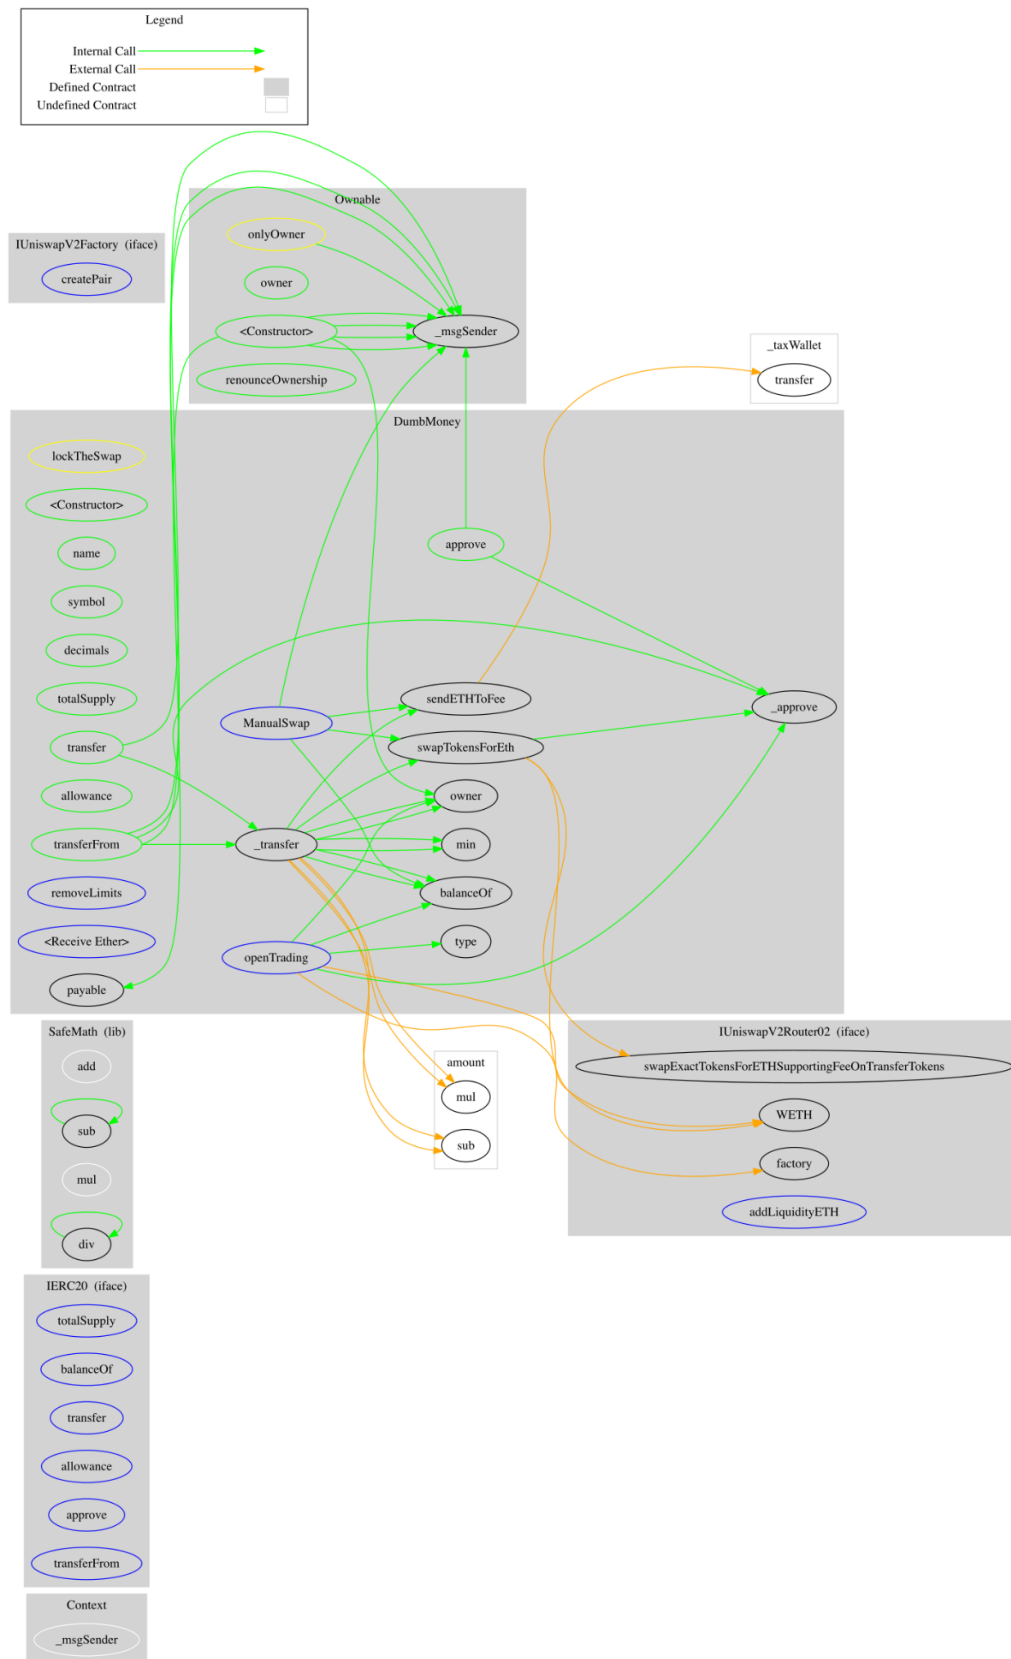 Legend
Internal Call
External Call
Defined Contract
Undefined Contract
Ownable
onlyOwner
owner
<Constructor>
renounceOwnership
_msgSender
IUniswapV2Factory  (iface)
createPair
_taxWallet
transfer
DumbMoney
lockTheSwap
<Constructor>
name
symbol
decimals
totalSupply
transfer
allowance
transferFrom
removeLimits
<Receive Ether>
payable
ManualSwap
_transfer
openTrading
approve
sendETHToFee
swapTokensForEth
owner
min
balanceOf
type
_approve
SafeMath  (lib)
add
sub
mul
div
amount
mul
sub
IUniswapV2Router02  (iface)
swapExactTokensForETHSupportingFeeOnTransferTokens
WETH
factory
addLiquidityETH
IERC20  (iface)
totalSupply
balanceOf
transfer
allowance
approve
transferFrom
Context
_msgSender